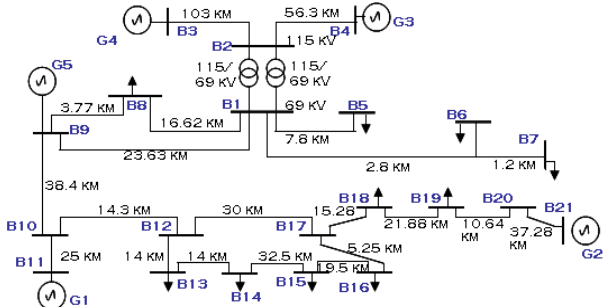 103 KM
56.3 KM
G4
B3
B4
G3
B2
115 KV
G5
115/
69 KV
115/
69 KV
B1
69 KV
B5
B6
B8
3.77 KM
16.62 KM
7.8 KM
B7
B9
23.63 KM
2.8 KM
1.2 KM
38.4 KM
B18
B19
B20
B21
14.3 KM
30 KM
15.28
21.88 KM
10.64
KM
37.28
KM
G2
B10
B12
B17
5.25 KM
B11
25 KM
14 KM
14 KM
32.5 KM
19.5 KM
B13
B14
B15
B16
G1